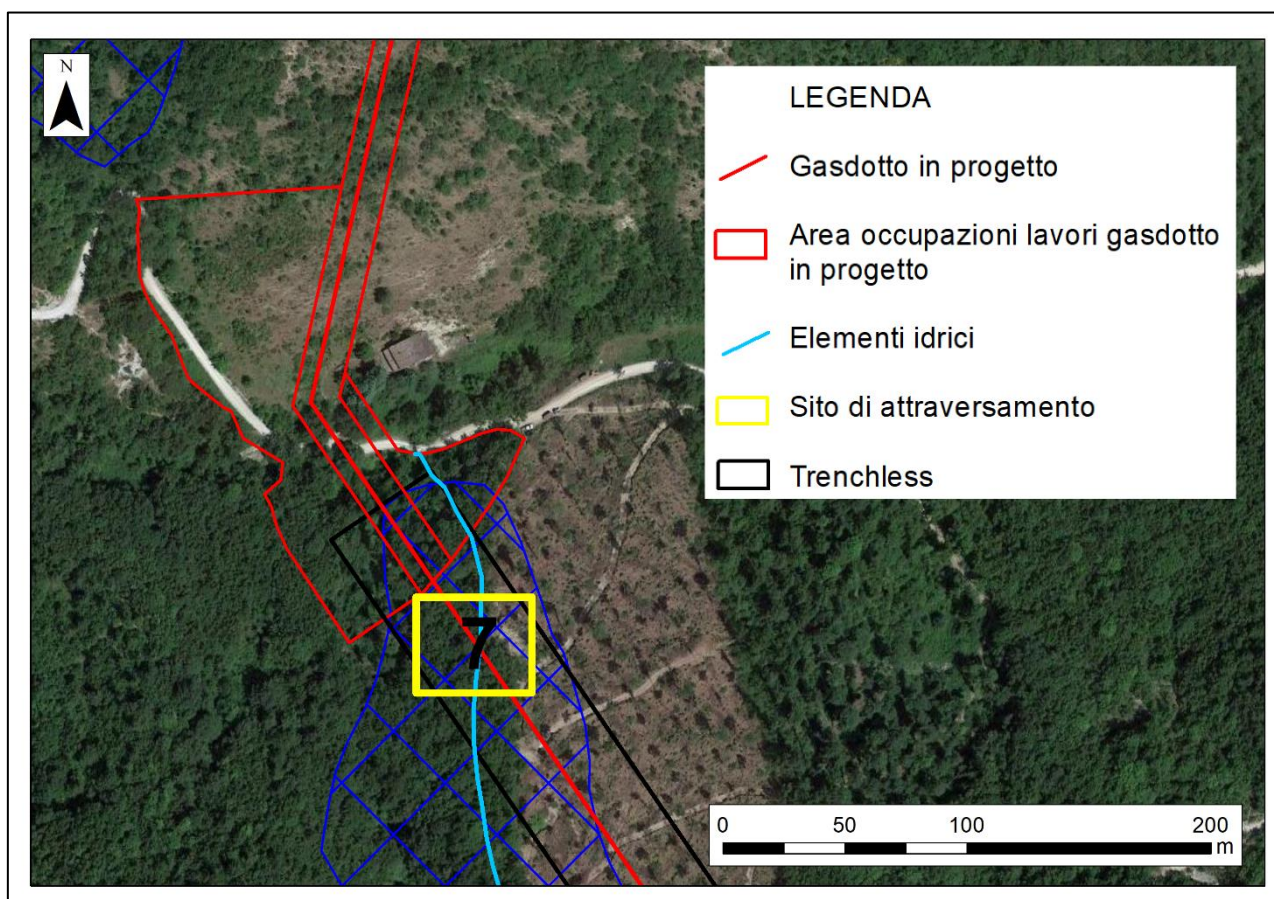 N
LEGENDA
Gasdotto in progetto
Area occupazioni lavori gasdotto
in progetto
Elementi idrici
Sito di attraversamento
Trenchless
7
0 50 100 200
m